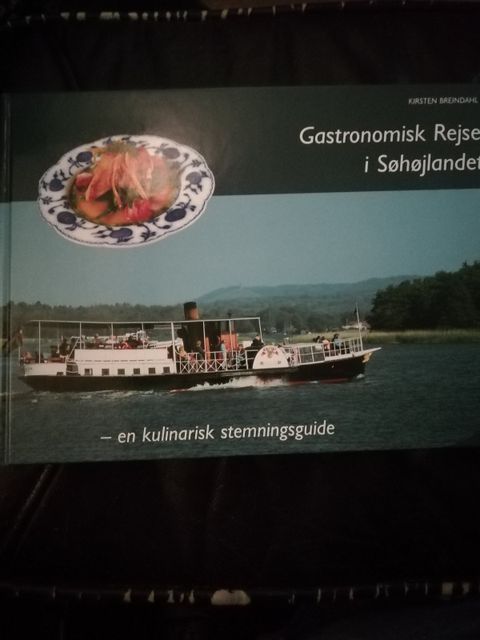 KIRSTEN BREINDAHL
Gastronomisk Rejse
i Søhøjlandet
– en kulinarisk stemningsguide